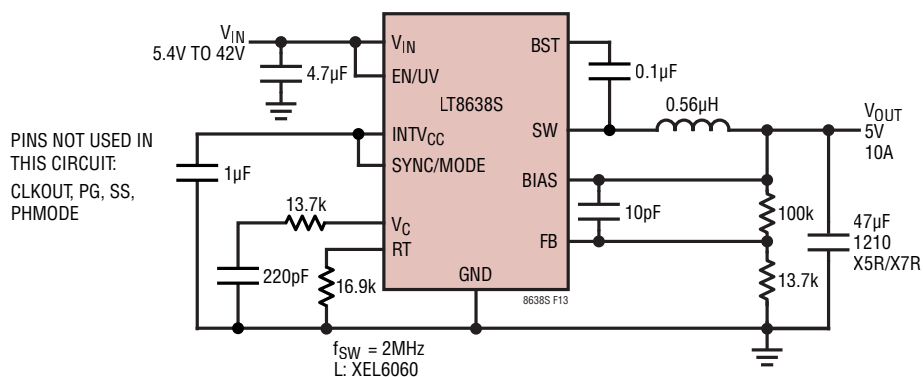 VIN
5.4V TO 42V
4.7µF
VIN
EN/UV
LT8638S
BST
0.1µF
0.56µH
SW
VOUT
5V
10A
PINS NOT USED IN
THIS CIRCUIT:
CLKOUT, PG, SS,
PHMODE
1µF
INTVCC
SYNC/MODE
BIAS
10pF
100k
FB
47µF
1210
X5R/X7R
13.7k
VC
RT
220pF
16.9k
GND
13.7k
8638S F13
fSW = 2MHz
L: XEL6060